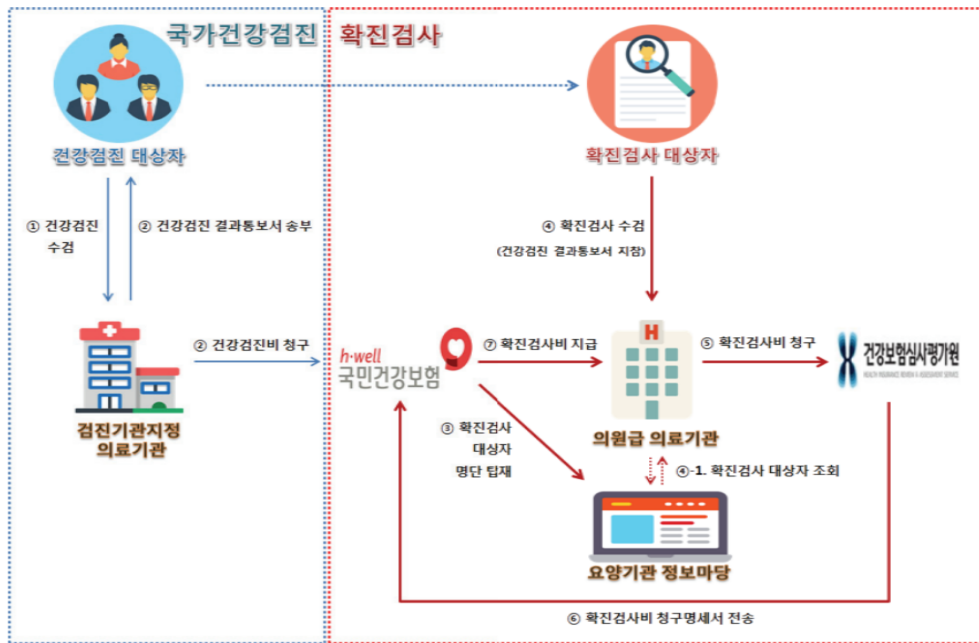 국가건강검진
확진검사
건강검진 대상자
확진검사 대상자
① 건강검진
수검
② 건강검진 결과통보서 송부
④ 확진검사 수검
(건강검진 결과통보서 지참)
② 건강검진비 청구
h·well
국민건강보험
⑦ 확진검사비 지급
H
⑤ 확진검사비 청구
건강보험심사평가원
HEALTH INSURANCE REVIEW & ASSESSMENT SERVICE
검진기관지정
의료기관
③ 확진검사
대상자
명단 탑재
의원급 의료기관
④-1. 확진검사 대상자 조회
요양기관 정보마당
⑥ 확진검사비 청구명세서 전송